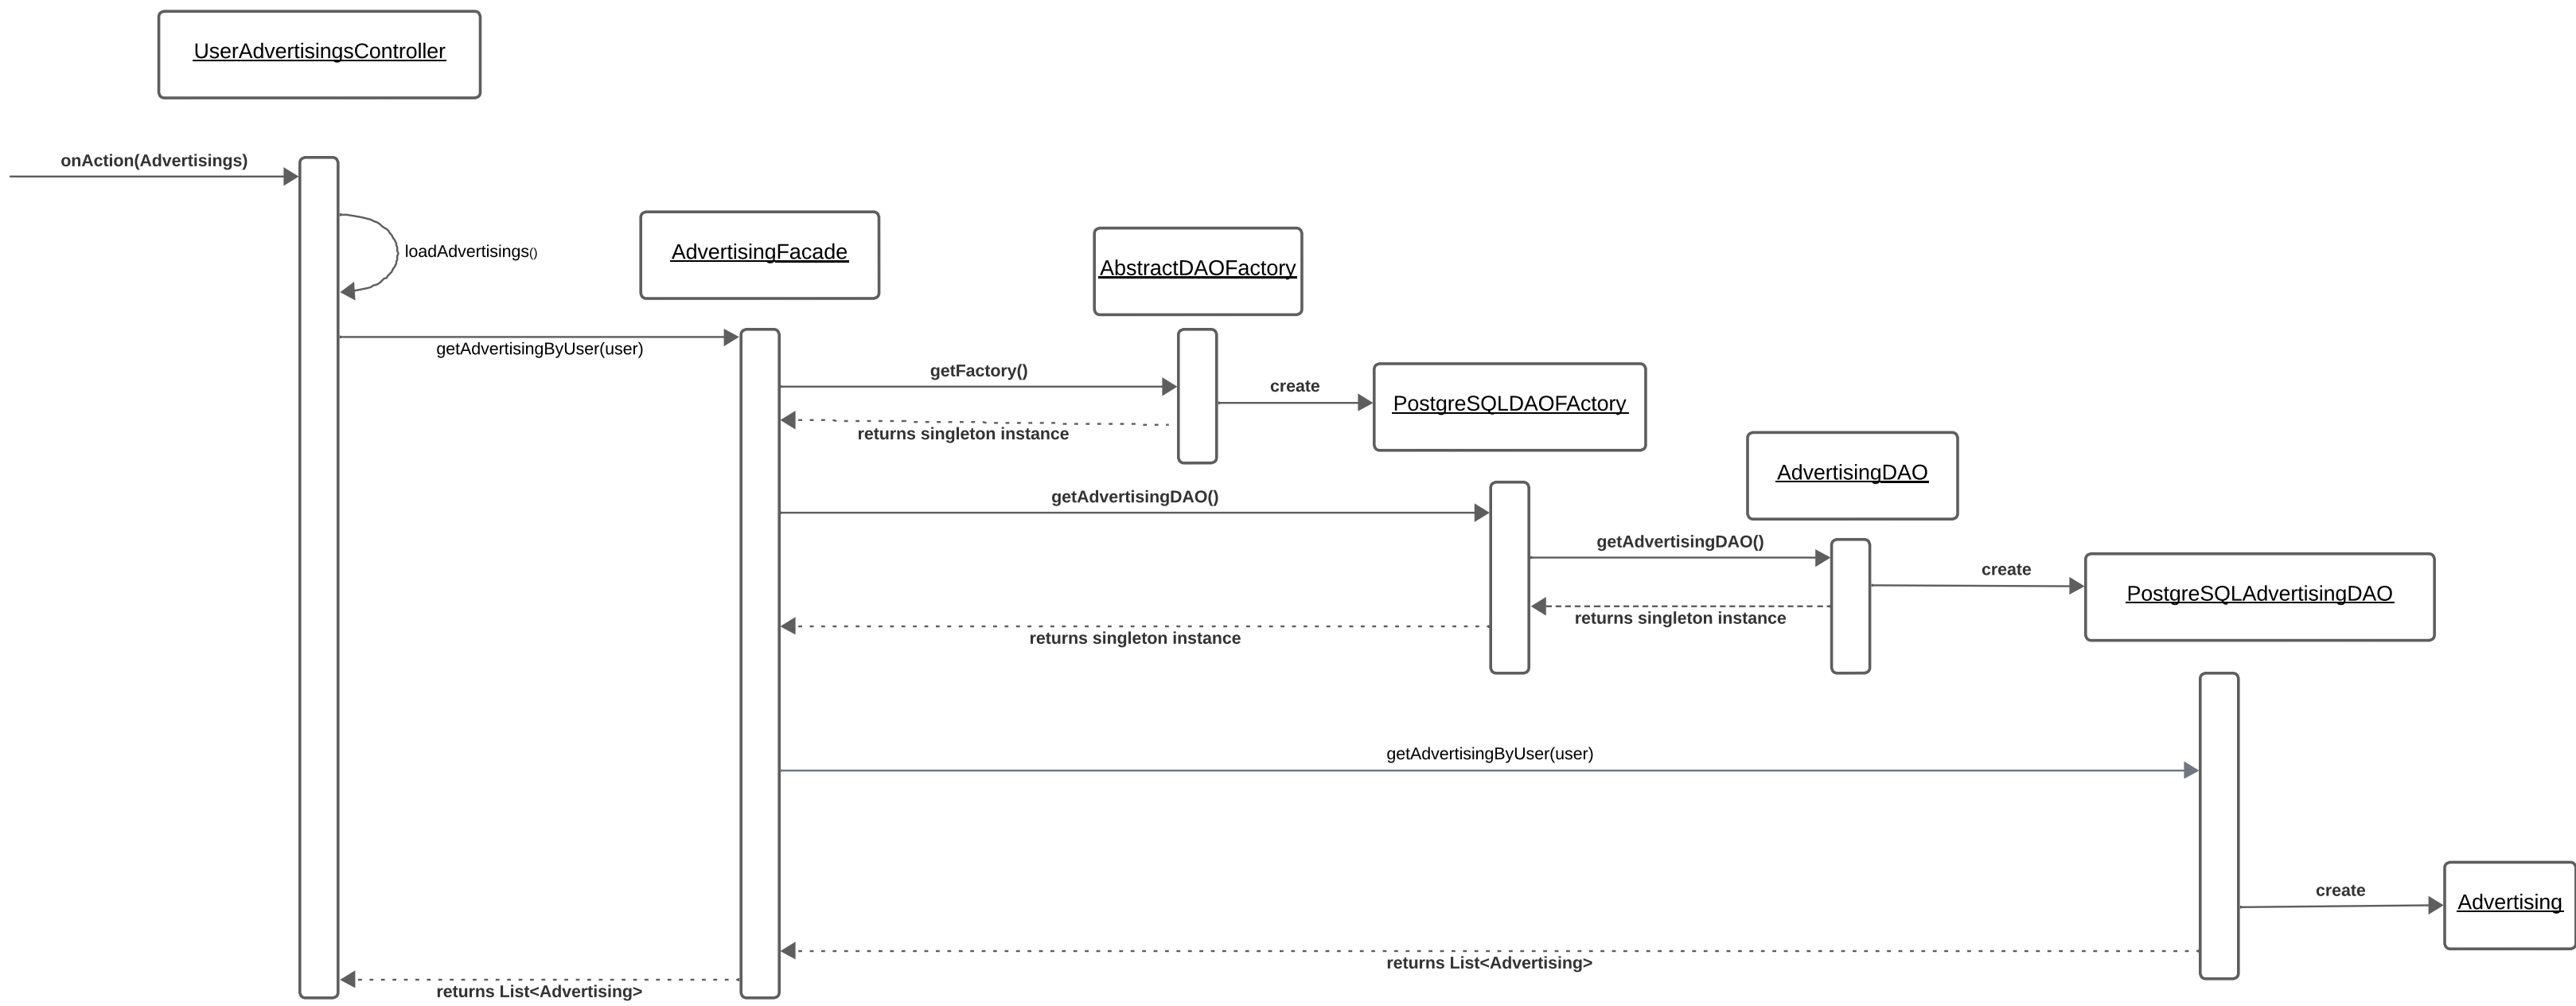 UserAdvertisingsController
onAction(Advertisings)
loadAdvertisings()
AdvertisingFacade
AbstractDAOFactory
getAdvertisingByUser(user)
getFactory()
create
PostgreSQLDAOFActory
returns singleton instance
AdvertisingDAO
getAdvertisingDAO()
getAdvertisingDAO()
create
PostgreSQLAdvertisingDAO
returns singleton instance
returns singleton instance
getAdvertisingByUser(user)
create
Advertising
returns List<Advertising>
returns List<Advertising>